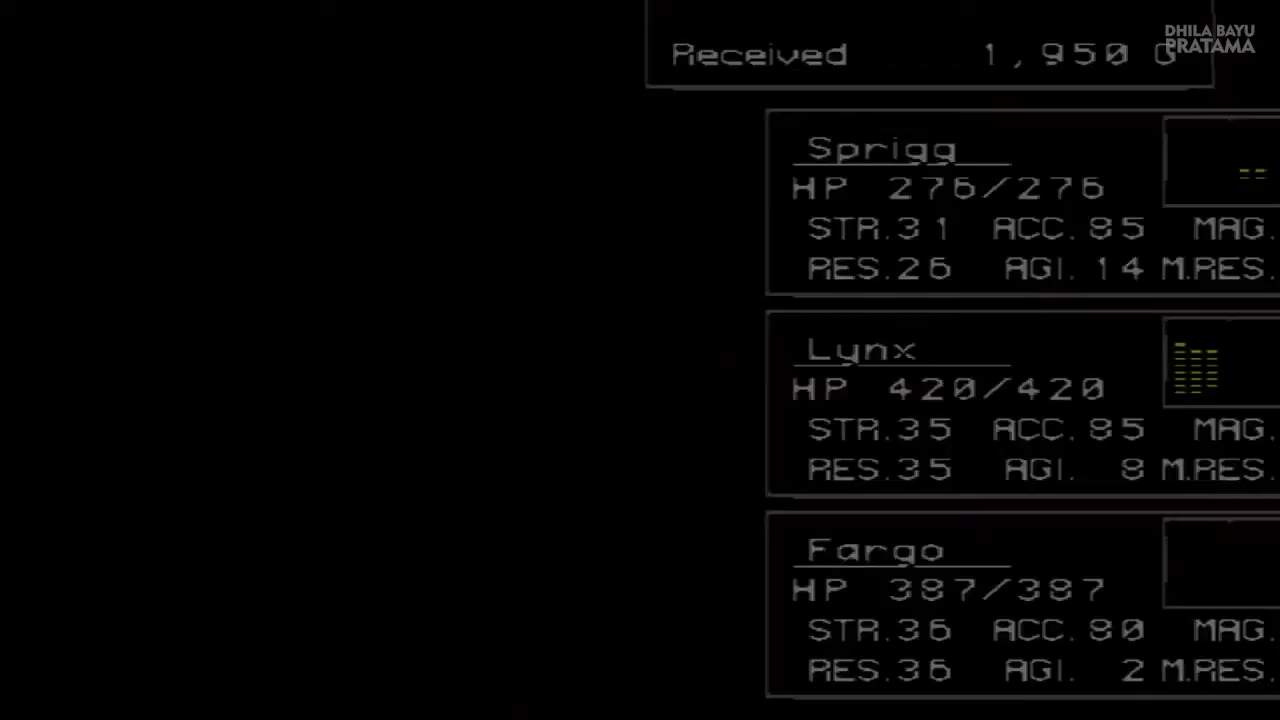 DHILA BAYU
PRATAMA
Received 1,950 G
Sprigg
HP 276/276
STR.31 ACC.85 MAG.
RES.26 AGI.14 M.RES.
Lynx
HP 420/420
STR.35 ACC.85 MAG.
RES.35 AGI. 8 M.RES.
Fargo
HP 387/387
STR.36 ACC.80 MAG.
RES.36 AGI. 2 M.RES.